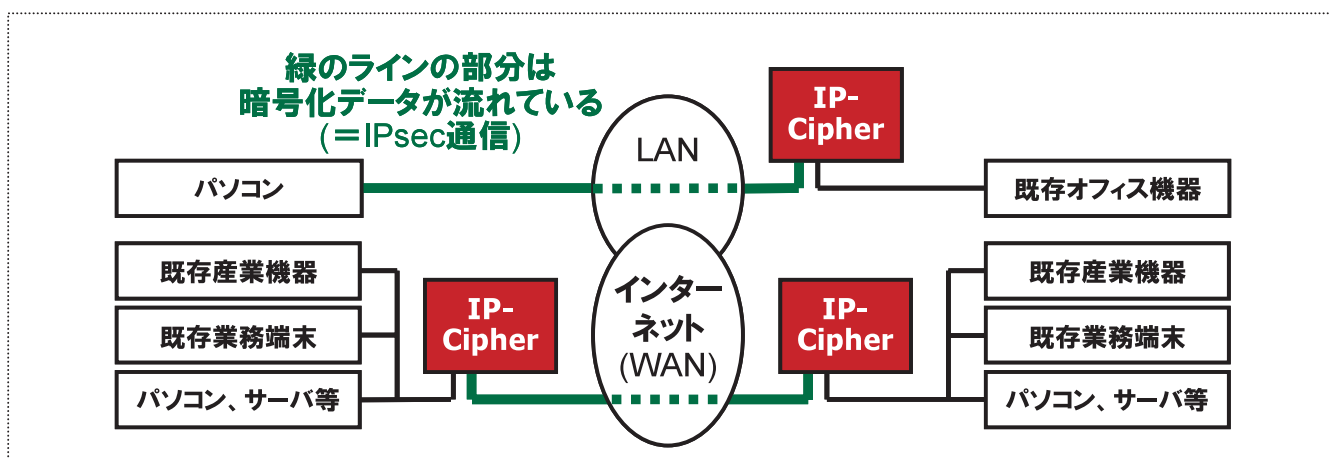 緑のラインの部分は
暗号化データが流れている
(＝IPsec通信)
IP-
Cipher
LAN
パソコン
既存オフィス機器
既存産業機器
既存業務端末
パソコン、サーバ等
IP-
Cipher
インター
ネット
(WAN)
IP-
Cipher
既存産業機器
既存業務端末
パソコン、サーバ等